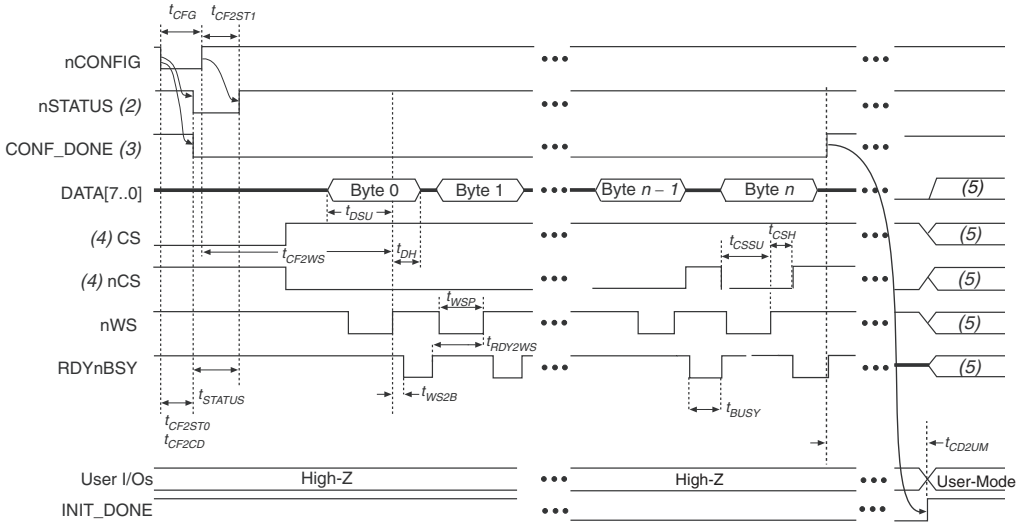 tCFG
tCF2ST1
nCONFIG
nSTATUS (2)
CONF_DONE (3)
DATA[7..0]
Byte 0
Byte 1
Byte n – 1
Byte n
(5)
tDSU
(4) CS
tCF2WS
tDH
tCSSU
tCSH
(5)
(4) nCS
(5)
tWSP
nWS
(5)
tRDY2WS
RDYnBSY
(5)
tSTATUS
tWS2B
tBUSY
tCF2ST0
tCF2CD
tCD2UM
User I/Os
High-Z
High-Z
User-Mode
INIT_DONE